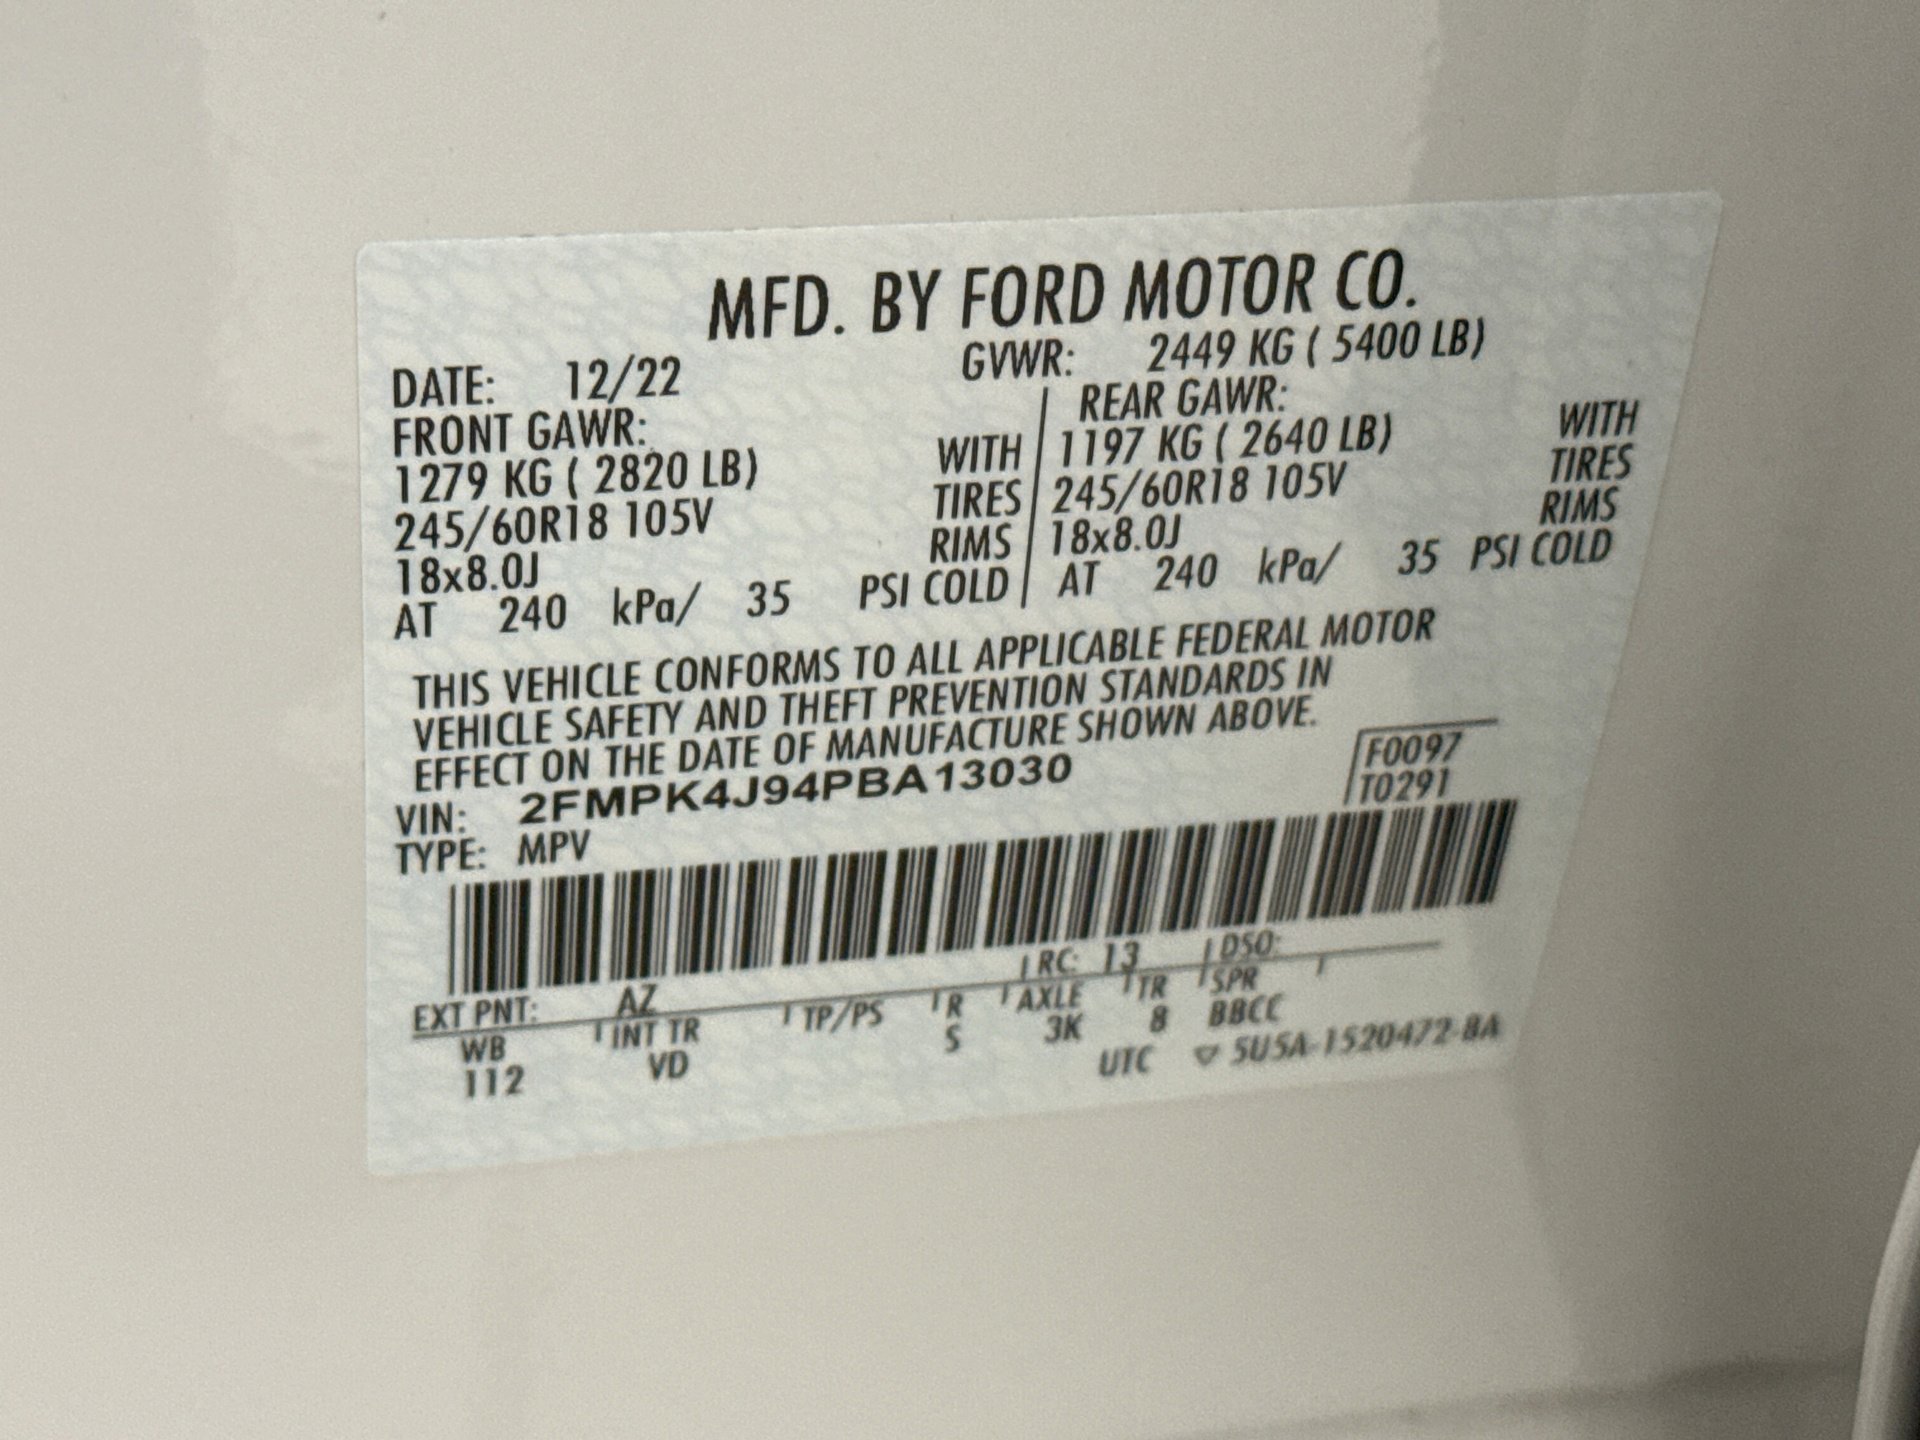 MFD. BY FORD MOTOR CO.
DATE: 12/22 GVWR: 2449 KG ( 5400 LB)
FRONT GAWR: REAR GAWR:
1279 KG ( 2820 LB) WITH 1197 KG ( 2640 LB) WITH
245/60R18 105V TIRES 245/60R18 105V TIRES
18x8.0J RIMS 18x8.0J RIMS
AT 240 kPa/ 35 PSI COLD AT 240 kPa/ 35 PSI COLD
THIS VEHICLE CONFORMS TO ALL APPLICABLE FEDERAL MOTOR
VEHICLE SAFETY AND THEFT PREVENTION STANDARDS IN
EFFECT ON THE DATE OF MANUFACTURE SHOWN ABOVE.
VIN: 2FMPK4J94PBA13030
F0097
T0291
TYPE: MPV
EXT PNT: AZ RC: 13 DSO:
WB INT TR TP/PS R AXLE TR SPR
112 VD S 3K 8 BBCC
UTC 5U5A-1520472-BA